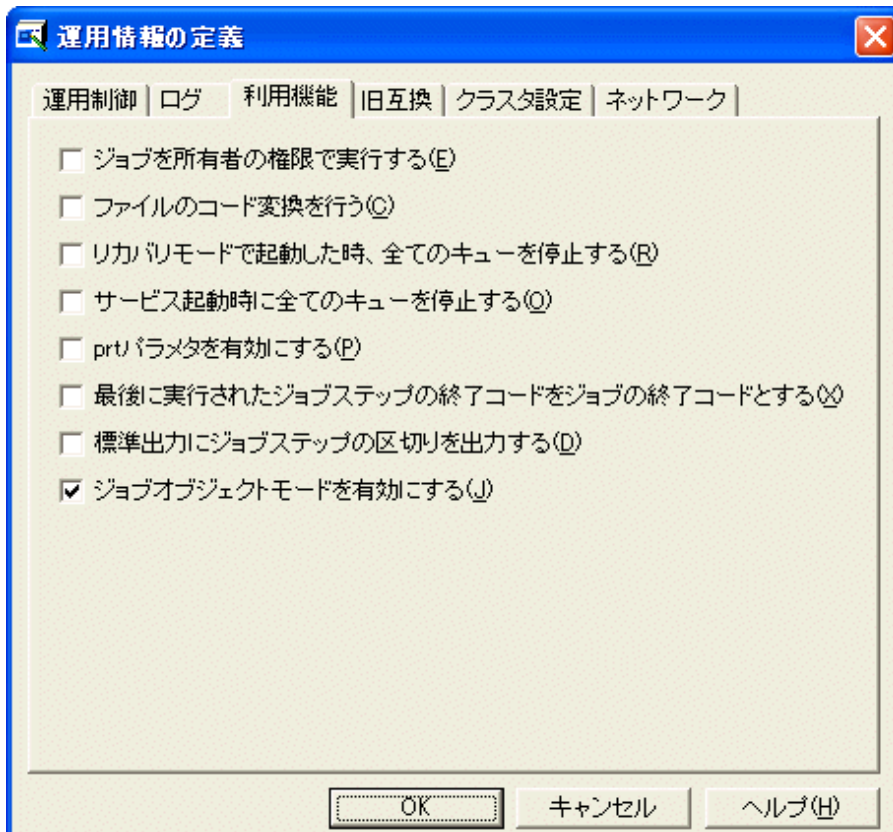 運用情報の定義
運用制御 ログ 利用機能 旧互換 クラスタ設定 ネットワーク
ジョブを所有者の権限で実行する(E)
ファイルのコード変換を行う(C)
リカバリモードで起動した時、全てのキューを停止する(R)
サービス起動時に全てのキューを停止する(O)
prtパラメタを有効にする(P)
最後に実行されたジョブステップの終了コードをジョブの終了コードとする(X)
標準出力にジョブステップの区切りを出力する(D)
ジョブオブジェクトモードを有効にする(J)
OK キャンセル ヘルプ(H)